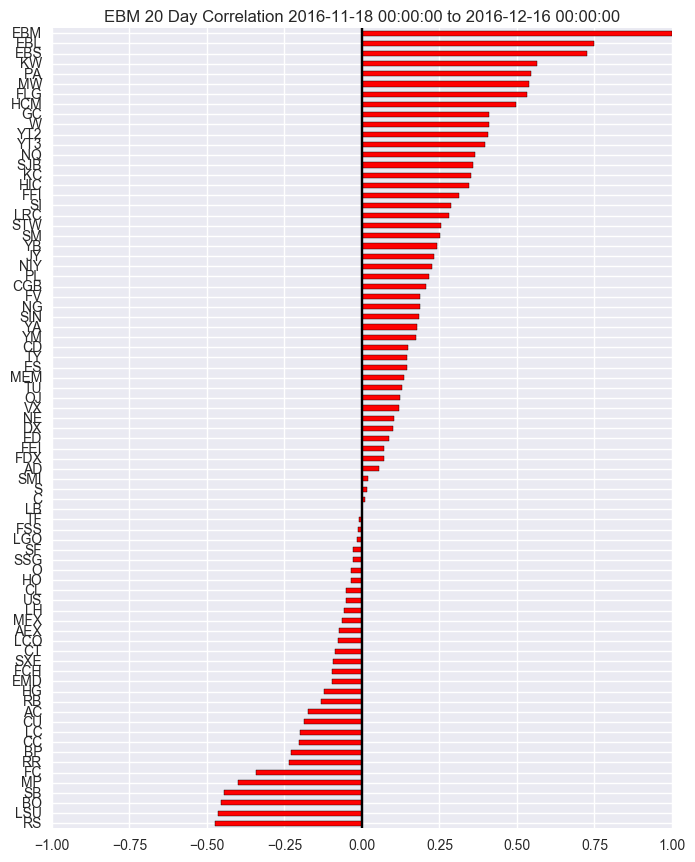 EBM 20 Day Correlation 2016-11-18 00:00:00 to 2016-12-16 00:00:00
EBM
EBL
EBS
KW
PA
MW
FLG
HCM
GC
W
YT2
YT3
NQ
SJB
KC
HIC
SI
LRC
STW
SM
YB
JY
NLY
PL
CGB
FV
NG
SIN
YA
YM
CD
TY
ES
MEM
TU
OJ
VX
NE
DX
ED
FDX
AD
SMI
S
C
LB
TF
FSS
LGO
SF
SSG
O
HO
CL
US
LH
MFX
AEX
LCO
CT
SXE
FCH
EMD
HG
RB
AC
CU
LC
CC
BP
RR
FC
MP
SB
BO
LSU
RS
−1.00 −0.75 −0.50 −0.25 0.00 0.25 0.50 0.75 1.00